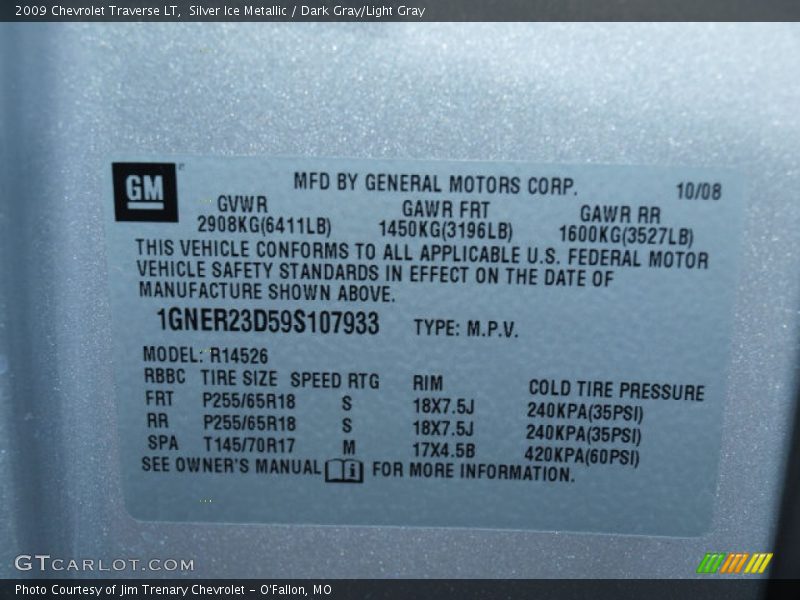 2009 Chevrolet Traverse LT, Silver Ice Metallic / Dark Gray/Light Gray
GM
MFD BY GENERAL MOTORS CORP. 10/08
GVWR GAWR FRT GAWR RR
2908KG(6411LB) 1450KG(3196LB) 1600KG(3527LB)
THIS VEHICLE CONFORMS TO ALL APPLICABLE U.S. FEDERAL MOTOR
VEHICLE SAFETY STANDARDS IN EFFECT ON THE DATE OF
MANUFACTURE SHOWN ABOVE.
1GNER23D59S107933 TYPE: M.P.V.
MODEL: R14526
RBBC TIRE SIZE SPEED RTG RIM COLD TIRE PRESSURE
FRT P255/65R18 S 18X7.5J 240KPA(35PSI)
RR P255/65R18 S 18X7.5J 240KPA(35PSI)
SPA T145/70R17 M 17X4.5B 420KPA(60PSI)
SEE OWNER'S MANUAL i FOR MORE INFORMATION.
GTCARLOT.COM
Photo Courtesy of Jim Trenary Chevrolet - O'Fallon, MO